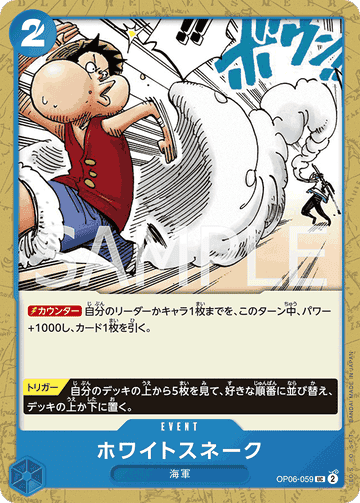 2
ボウン
SAMPLE
カウンター 自分のリーダーかキャラ1枚までを、このターン中、パワー
+1000し、カード1枚を引く。
トリガー 自分のデッキの上から5枚を見て、好きな順番に並び替え、
デッキの上か下に置く。
EVENT
ホワイトスネーク
海軍
OP06-059 UC 2